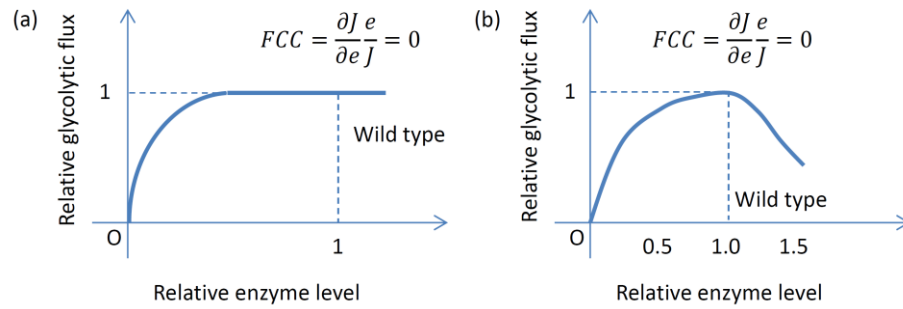 (a)
Relative glycolytic flux
FCC = ∂J/∂e e/J = 0
1
Wild type
O
1
Relative enzyme level
(b)
Relative glycolytic flux
FCC = ∂J/∂e e/J = 0
1
Wild type
O
0.5 1.0 1.5
Relative enzyme level